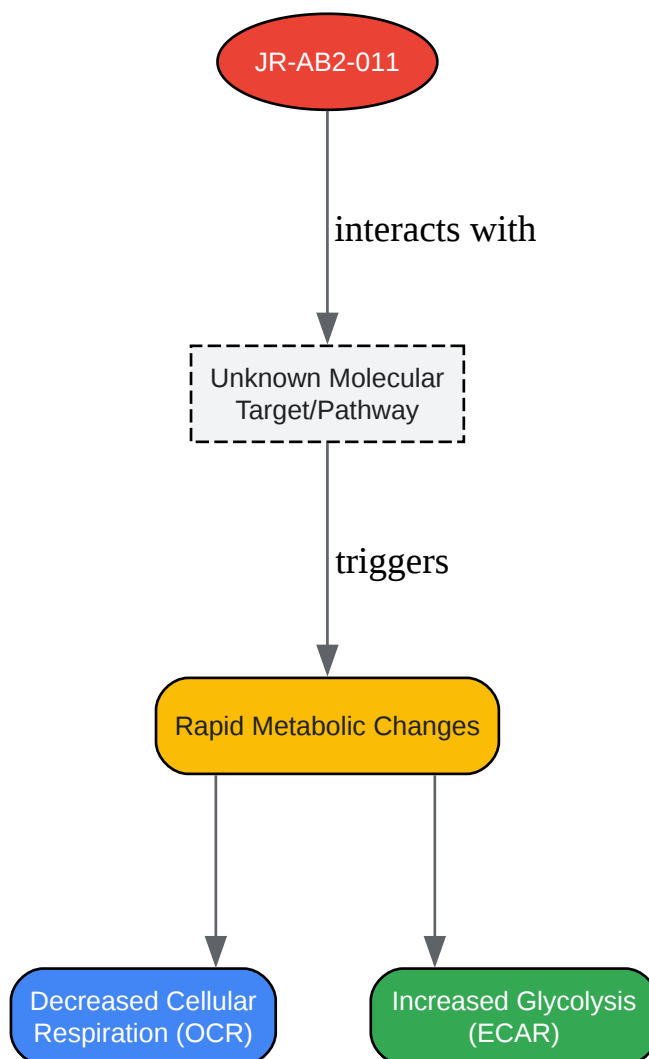 JR-AB2-011
interacts with
Unknown Molecular
Target/Pathway
triggers
Rapid Metabolic Changes
Decreased Cellular
Respiration (OCR)
Increased Glycolysis
(ECAR)